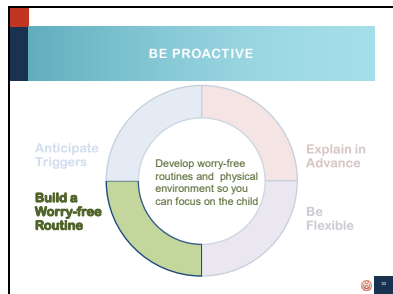 BE PROACTIVE
Anticipate
Triggers
Explain in
Advance
Develop worry-free
routines and physical
environment so you
can focus on the child
Build a
Worry-free
Routine
Be
Flexible